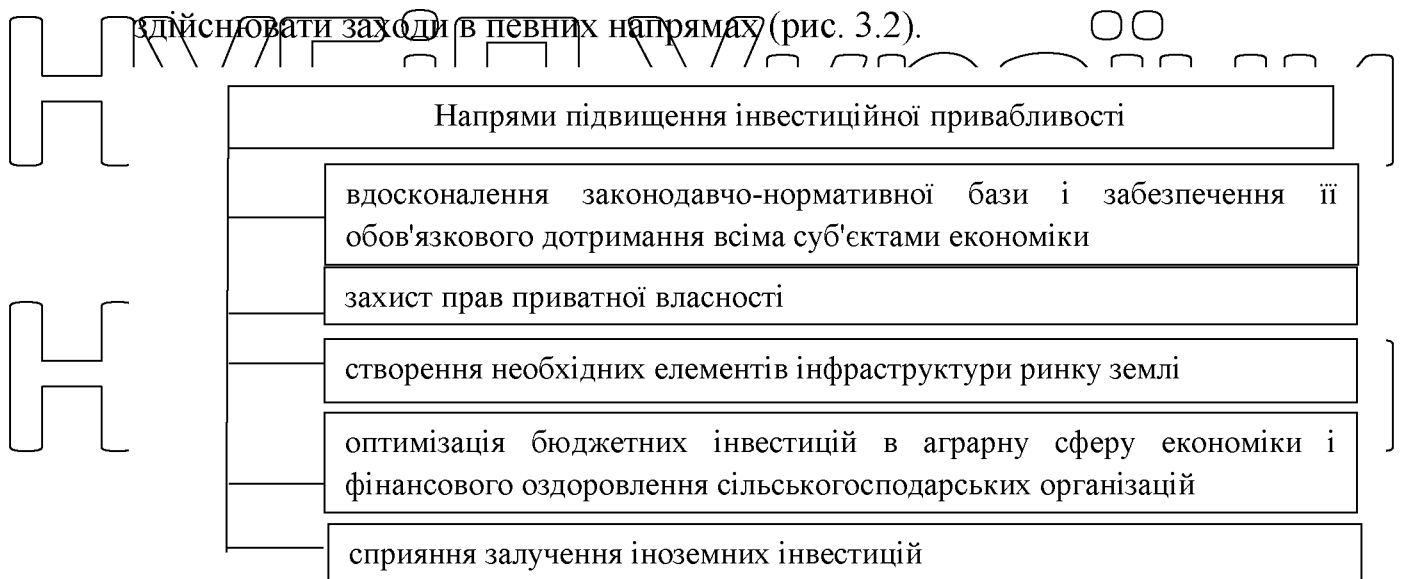 здійснювати заходи в певних напрямах (рис. 3.2).
Напрями підвищення інвестиційної привабливості
вдосконалення законодавчо-нормативної бази і забезпечення її
обов'язкового дотримання всіма суб'єктами економіки
захист прав приватної власності
створення необхідних елементів інфраструктури ринку землі
оптимізація бюджетних інвестицій в аграрну сферу економіки і
фінансового оздоровлення сільськогосподарських організацій
сприяння залучення іноземних інвестицій